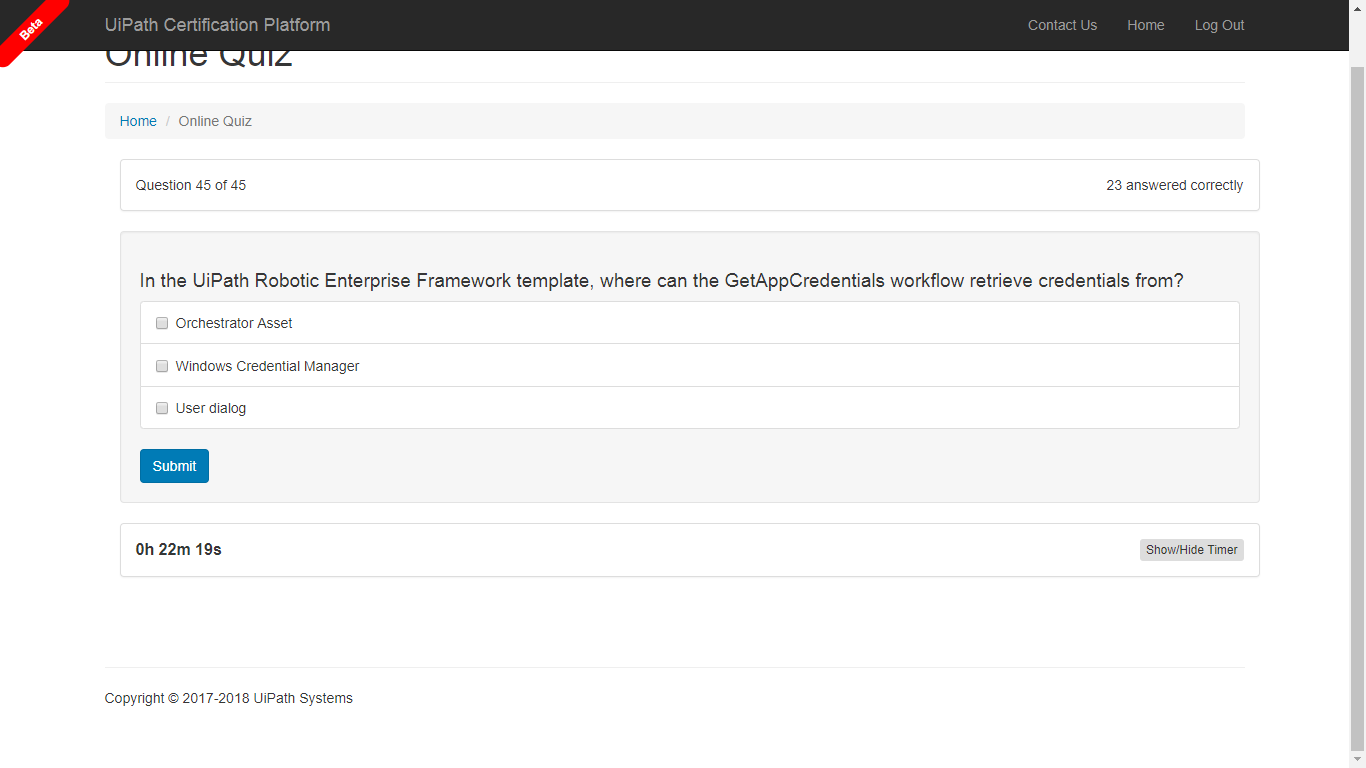 Beta
UiPath Certification Platform
Contact Us
Home
Log Out
Online Quiz
Home / Online Quiz
Question 45 of 45
23 answered correctly
In the UiPath Robotic Enterprise Framework template, where can the GetAppCredentials workflow retrieve credentials from?
Orchestrator Asset
Windows Credential Manager
User dialog
Submit
0h 22m 19s
Show/Hide Timer
Copyright © 2017-2018 UiPath Systems